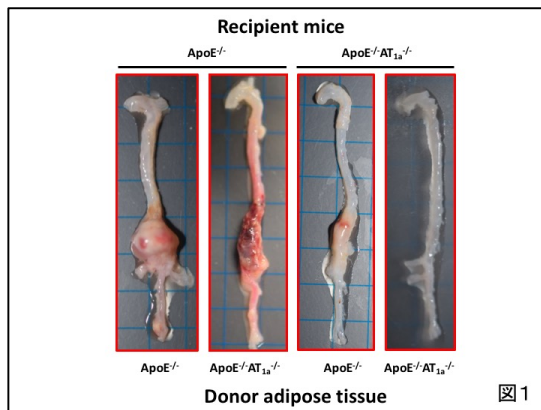 Recipient mice
ApoE-/- ApoE-/-AT1a-/-
ApoE-/- ApoE-/-AT1a-/- ApoE-/- ApoE-/-AT1a-/-
Donor adipose tissue
図1